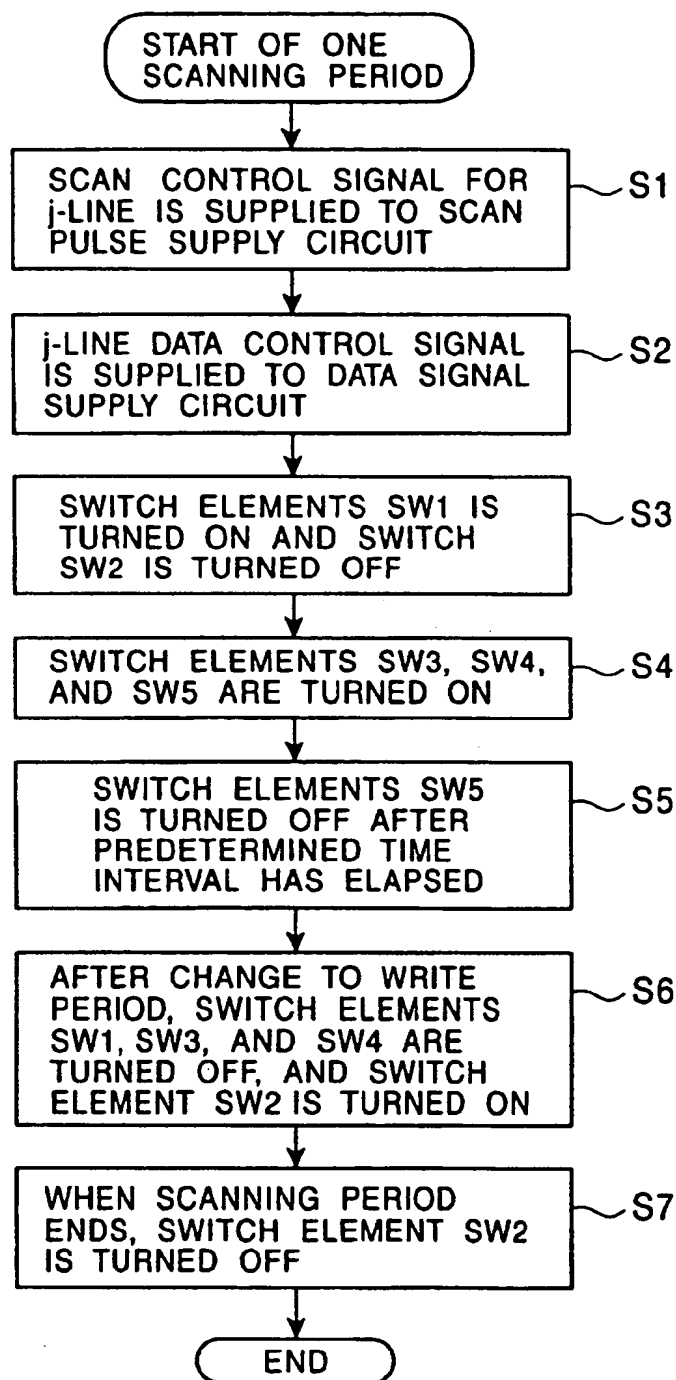 START OF ONE
SCANNING PERIOD
SCAN CONTROL SIGNAL FOR
j-LINE IS SUPPLIED TO SCAN
PULSE SUPPLY CIRCUIT
S1
j-LINE DATA CONTROL SIGNAL
IS SUPPLIED TO DATA SIGNAL
SUPPLY CIRCUIT
S2
SWITCH ELEMENTS SW1 IS
TURNED ON AND SWITCH
SW2 IS TURNED OFF
S3
SWITCH ELEMENTS SW3, SW4,
AND SW5 ARE TURNED ON
S4
SWITCH ELEMENTS SW5
IS TURNED OFF AFTER
PREDETERMINED TIME
INTERVAL HAS ELAPSED
S5
AFTER CHANGE TO WRITE
PERIOD, SWITCH ELEMENTS
SW1, SW3, AND SW4 ARE
TURNED OFF, AND SWITCH
ELEMENT SW2 IS TURNED ON
S6
WHEN SCANNING PERIOD
ENDS, SWITCH ELEMENT SW2
IS TURNED OFF
S7
END